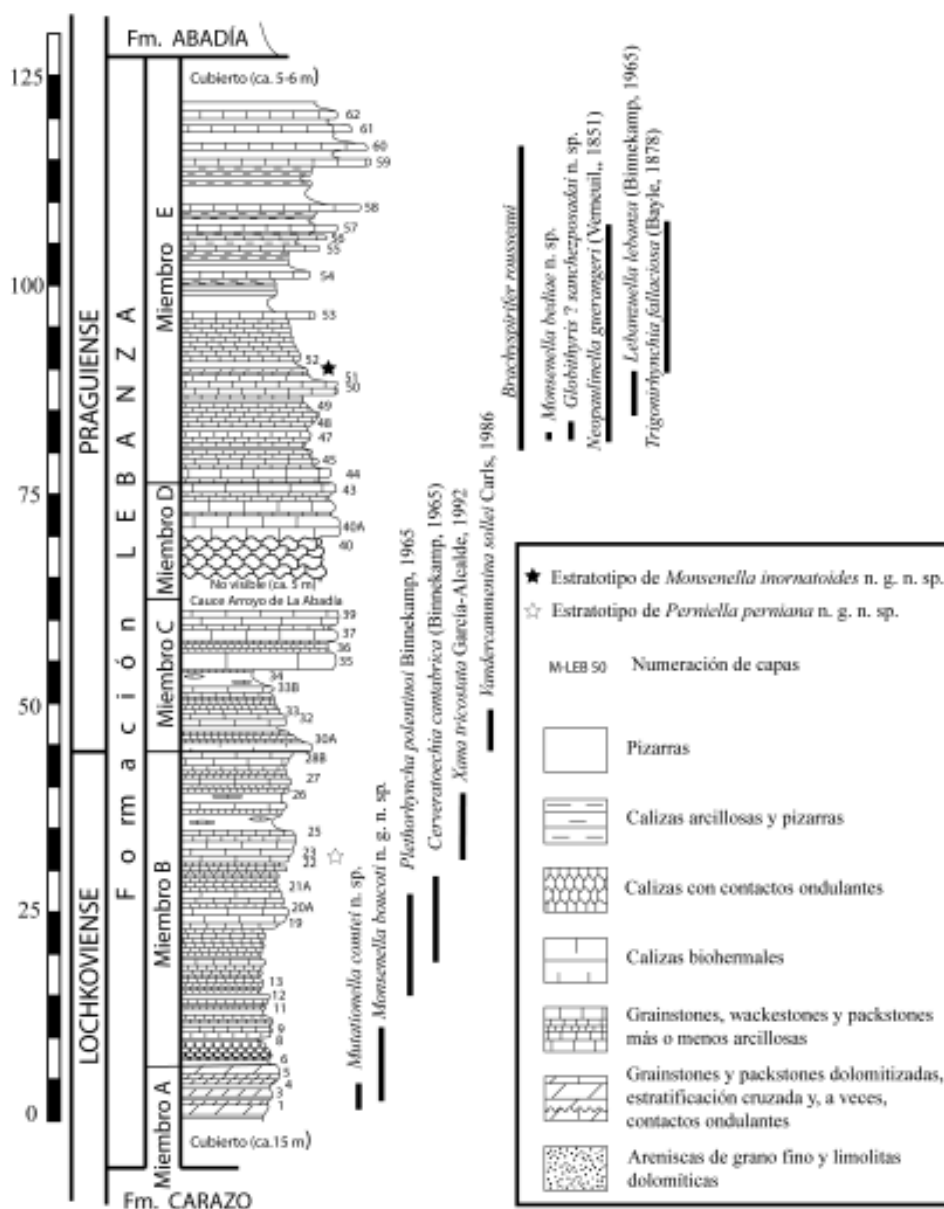 Fm. ABADÍA
Cubierto (ca. 5-6 m)
125
100
75
50
25
0
PRAGUIENSE
LOCHKOVIENSE
Formación LEBANZA
Miembro E
Miembro D
Miembro C
Miembro B
Miembro A
62
61
60
59
58
57
56
55
54
53
52
51
50
49
48
47
45
44
43
40A
40
No visible (ca. 5 m)
Cauce Arroyo de La Abadía
39
37
36
35
34
33B
33
32
30A
28B
27
26
25
23
22
21A
20A
19
13
12
11
9
8
6
5
4
3
1
Cubierto (ca.15 m)
Fm. CARAZO
Mutationella comtei n. sp.
Monsenella boucoti n. g. n. sp.
Plethorhyncha palentinoi Binnekamp, 1965
Cerveratoechia cantabrica (Binnekamp, 1965)
Xana tricostata García-Alcalde, 1992
Vandercammenina sollei Carls, 1986
Brachyspirifer rousseaui
Monsenella bediae n. sp.
Globithyris ? sanchezposadai n. sp.
Neopaulinella guerangeri (Verneuil,, 1851)
Lebanzuella lebanza (Binnekamp, 1965)
Trigonirhynchia fallaciosa (Bayle, 1878)
Estratotipo de Monsenella inornatoides n. g. n. sp.
Estratotipo de Perniella perniana n. g. n. sp.
M-LEB 50 Numeración de capas
Pizarras
Calizas arcillosas y pizarras
Calizas con contactos ondulantes
Calizas biohermales
Grainstones, wackestones y packstones
más o menos arcillosas
Grainstones y packstones dolomitizadas,
estratificación cruzada y, a veces,
contactos ondulantes
Areniscas de grano fino y limolitas
dolomíticas